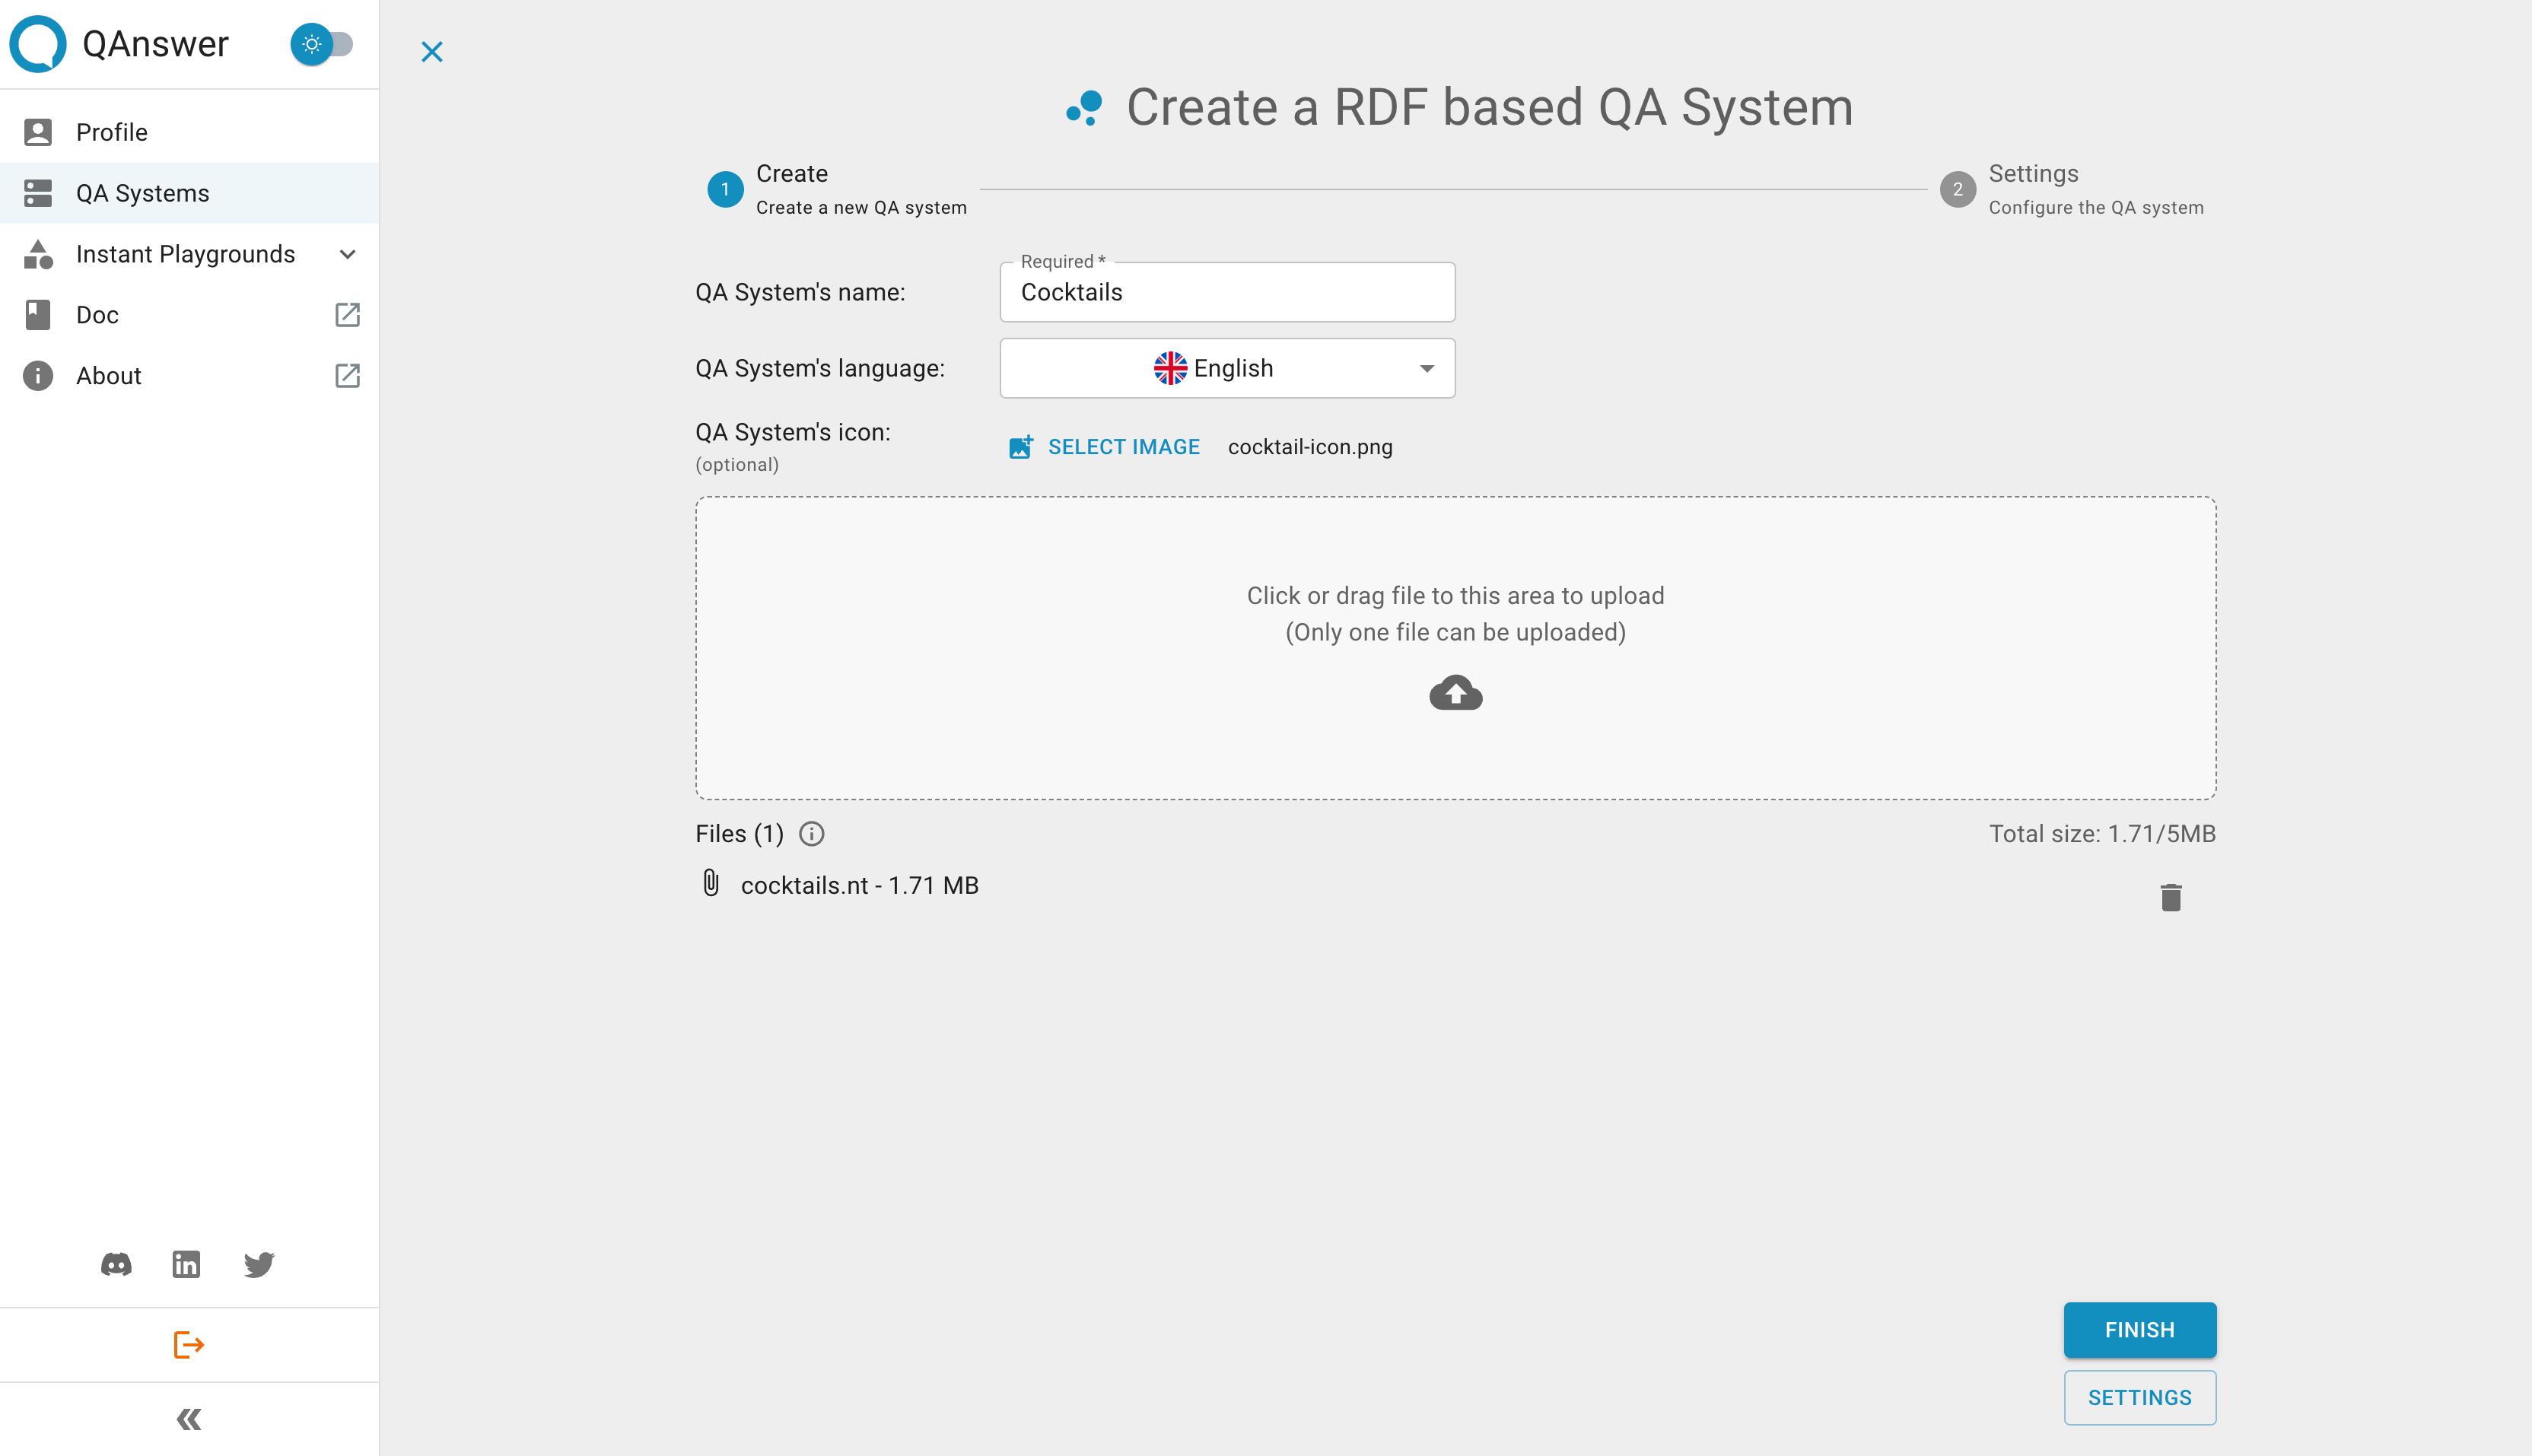 QAnswer
Profile
QA Systems
Instant Playgrounds
Doc
About
Create a RDF based QA System
1
Create
Create a new QA system
2
Settings
Configure the QA system
QA System's name:
Required *
Cocktails
QA System's language:
English
QA System's icon:
(optional)
SELECT IMAGE
cocktail-icon.png
Click or drag file to this area to upload
(Only one file can be uploaded)
Files (1)
Total size: 1.71/5MB
cocktails.nt - 1.71 MB
FINISH
SETTINGS